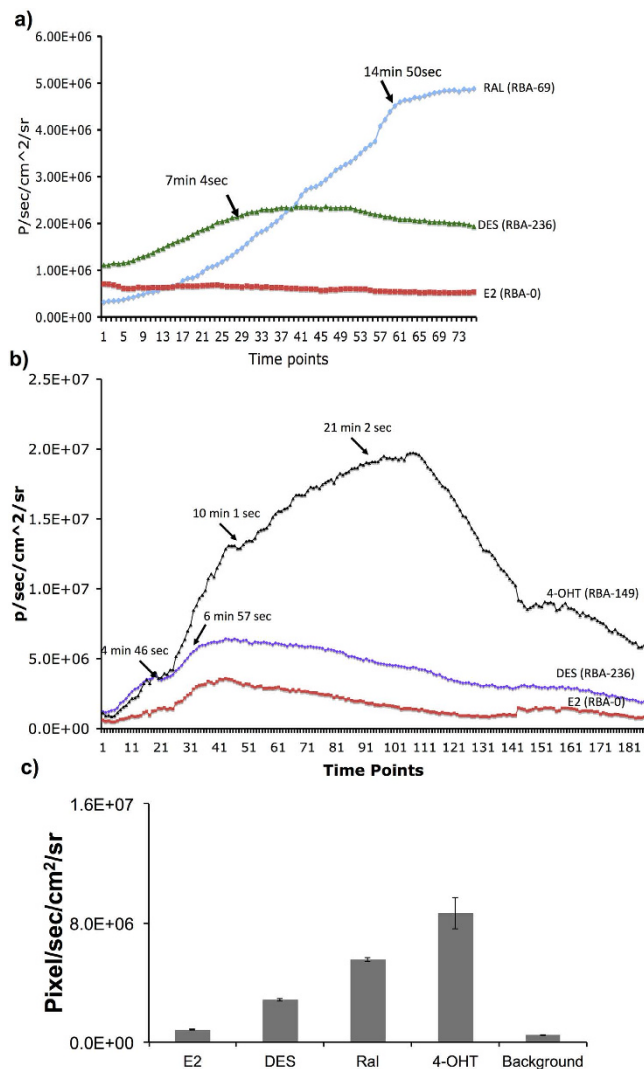 a)
6.00E+06
5.00E+06
4.00E+06
3.00E+06
2.00E+06
1.00E+06
0.00E+00
P/sec/cm^2/sr
14min 50sec
RAL (RBA-69)
7min 4sec
DES (RBA-236)
E2 (RBA-0)
1 5 9 13 17 21 25 29 33 37 41 45 49 53 57 61 65 69 73
Time points
b)
2.5E+07
2.0E+07
1.5E+07
1.0E+07
5.0E+06
0.0E+00
p/sec/cm^2/sr
21 min 2 sec
10 min 1 sec
4-OHT (RBA-149)
6 min 57 sec
4 min 46 sec
DES (RBA-236)
E2 (RBA-0)
1 11 21 31 41 51 61 71 81 91 101 111 121 131 141 151 161 171 181
Time Points
c)
1.6E+07
8.0E+06
0.0E+00
Pixel/sec/cm²/sr
E2 DES Ral 4-OHT Background